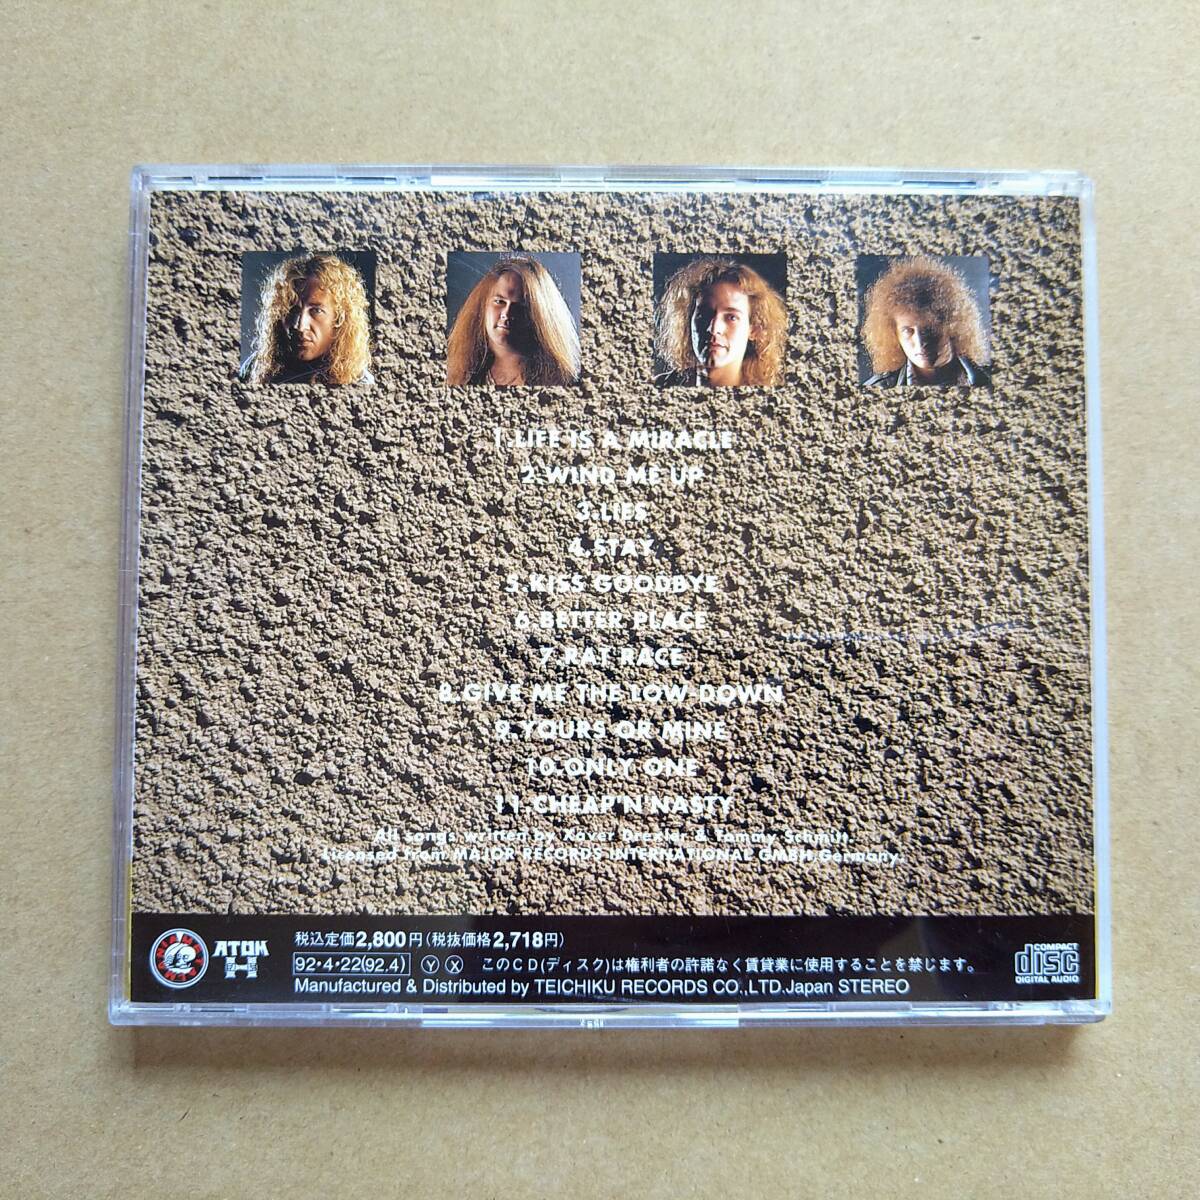 1.LIFE IS A MIRACLE
2.WIND ME UP
3.LIES
4.STAY
5.KISS GOODBYE
6.BETTER PLACE
7.RAT RACE
8.GIVE ME THE LOW-DOWN
9.YOURS OR MINE
10.ONLY ONE
11.CHEAP'N'NASTY
All songs written by Xaver Drexler & Tommy Schmitt.
Licensed from MAJOR RECORDS INTERNATIONAL GMBH,Germany.
ATOK
税込定価2,800円(税抜価格2,718円)
92・4・22(92.4) Y X このCD(ディスク)は権利者の許諾なく賃貸業に使用することを禁じます。
Manufactured & Distributed by TEICHIKU RECORDS CO.,LTD.Japan STEREO
COMPACT
disc
DIGITAL AUDIO